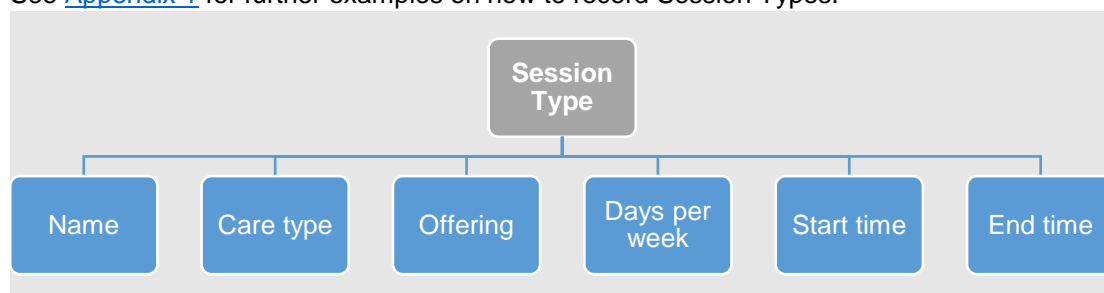 See Appendix 1 for further examples on how to record Session Types.
Session
Type
Name
Care type
Offering
Days per
week
Start time
End time